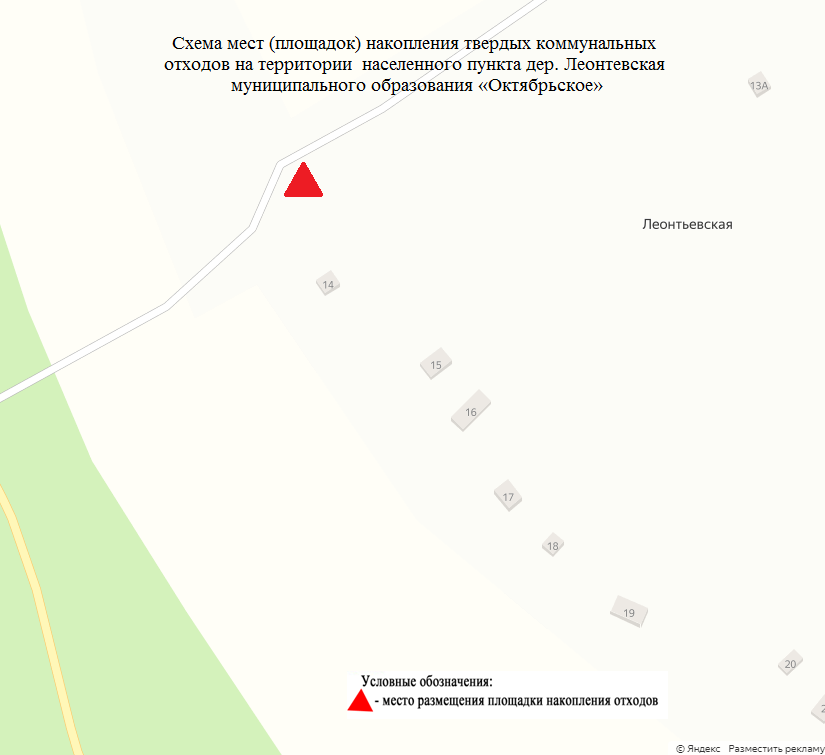 Схема мест (площадок) накопления твердых коммунальных
отходов на территории населенного пункта дер. Леонтевская
муниципального образования «Октябрьское»
13А
Леонтьевская
14
15
16
17
18
19
20
Условные обозначения:
- место размещения площадки накопления отходов
© Яндекс Разместить рекламу